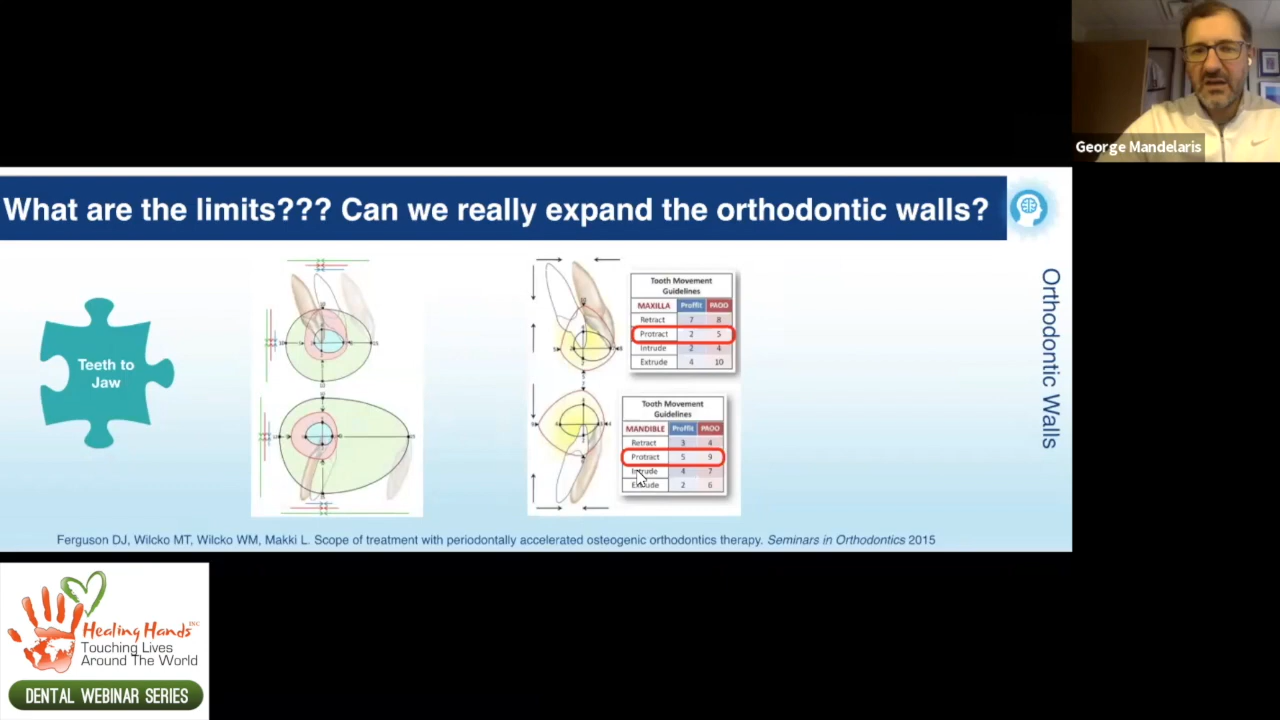 George Mandelaris
What are the limits??? Can we really expand the orthodontic walls?
Orthodontic Walls
Teeth to
Jaw
Tooth Movement
Guidelines
MAXILLA Proffit PAOO
Retract 7 8
Protract 2 5
Intrude 2 4
Extrude 4 10
Tooth Movement
Guidelines
MANDIBLE Proffit PAOO
Retract 3 4
Protract 5 9
Intrude 4 7
Extrude 2 6
Ferguson DJ, Wilcko MT, Wilcko WM, Makki L. Scope of treatment with periodontally accelerated osteogenic orthodontics therapy. Seminars in Orthodontics 2015
Healing Hands INC
Touching Lives
Around The World
DENTAL WEBINAR SERIES